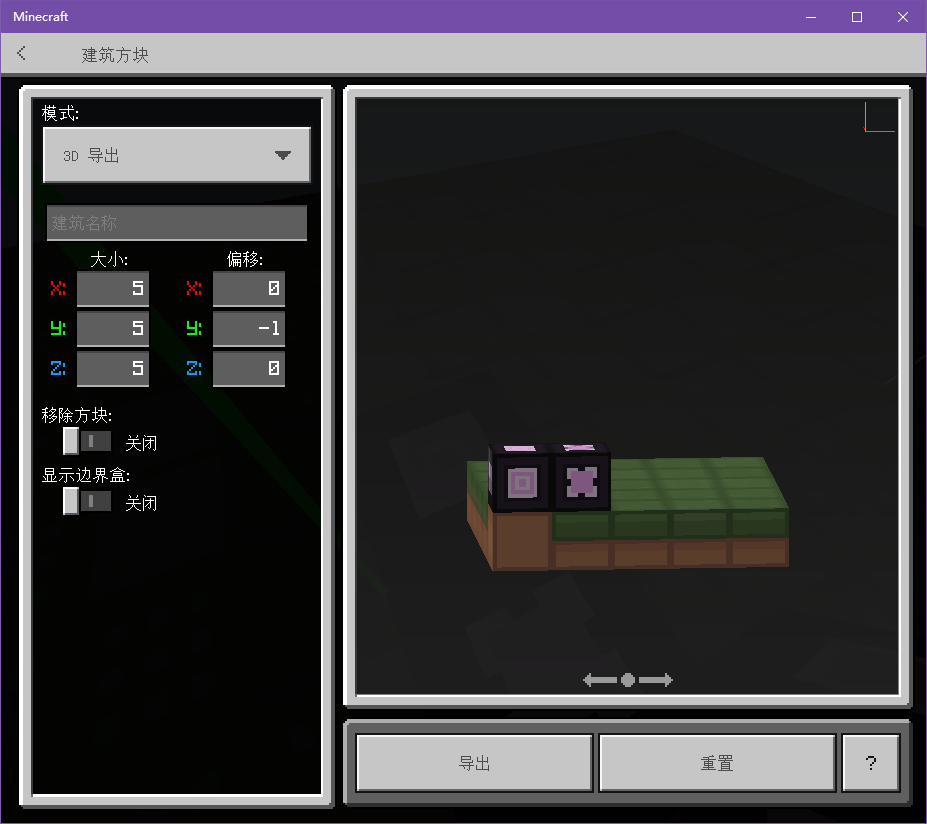 Minecraft
建筑方块
模式:
3D 导出
建筑名称
大小: 偏移:
X: 5 X: 0
Y: 5 Y: -1
Z: 5 Z: 0
移除方块:
关闭
显示边界盒:
关闭
导出 重置 ?